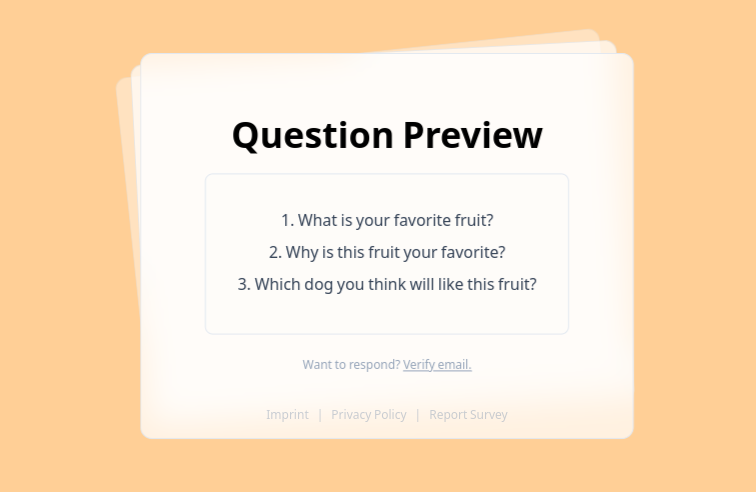 Question Preview
1. What is your favorite fruit?
2. Why is this fruit your favorite?
3. Which dog you think will like this fruit?
Want to respond? Verify email.
Imprint | Privacy Policy | Report Survey